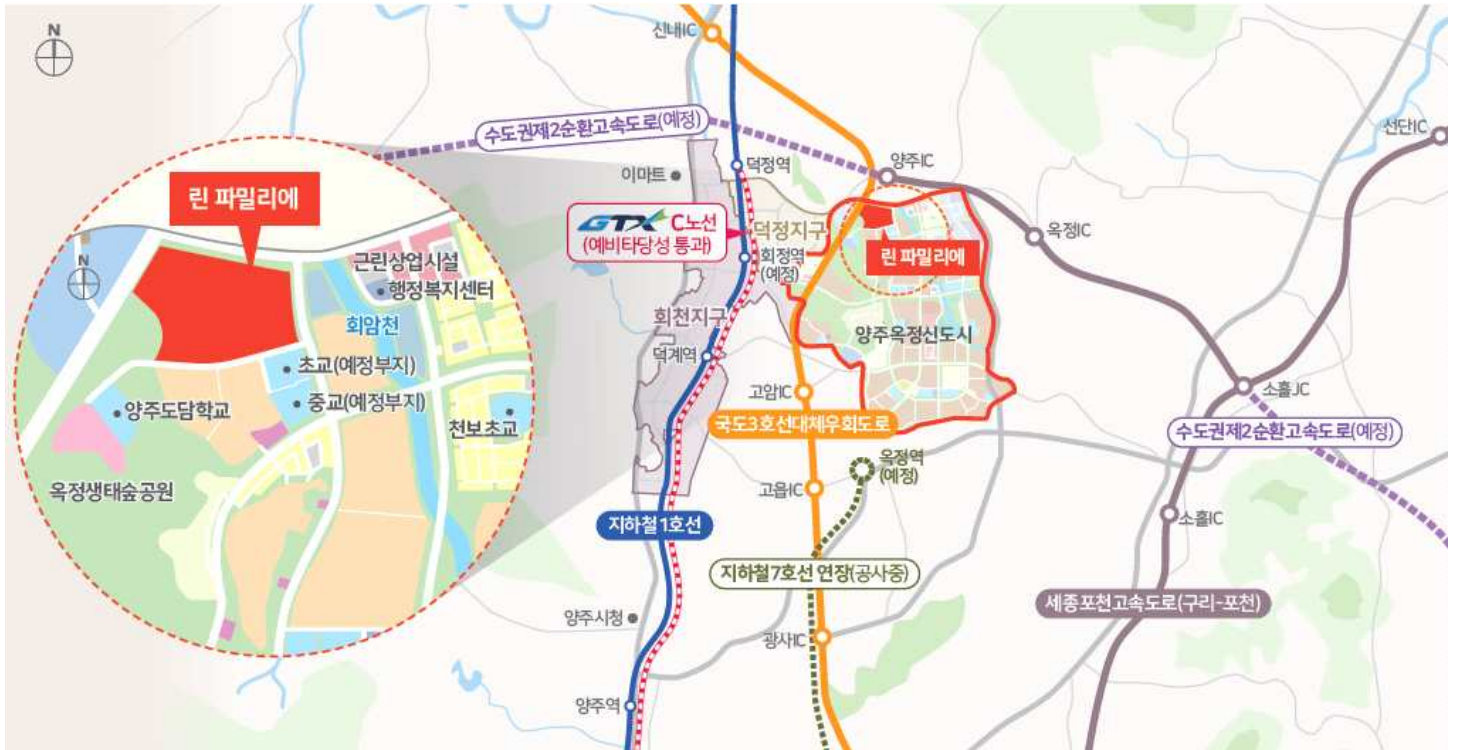 N
신내IC
수도권제2순환고속도로(예정)
선단IC
이마트
덕정역
양주IC
린 파밀리에
GTX C노선
(예비타당성 통과)
덕정지구
회정역
(예정)
옥정IC
린 파밀리에
N
근린상업시설
행정복지센터
회암천
회천지구
양주옥정신도시
초교(예정부지)
덕계역
중교(예정부지)
양주도담학교
천보초교
고암IC
소흘JC
국도3호선대체우회도로
수도권제2순환고속도로(예정)
옥정역
(예정)
옥정생태숲공원
고읍IC
소흘IC
지하철1호선
지하철7호선 연장(공사중)
세종포천고속도로(구리-포천)
양주시청
광사IC
양주역